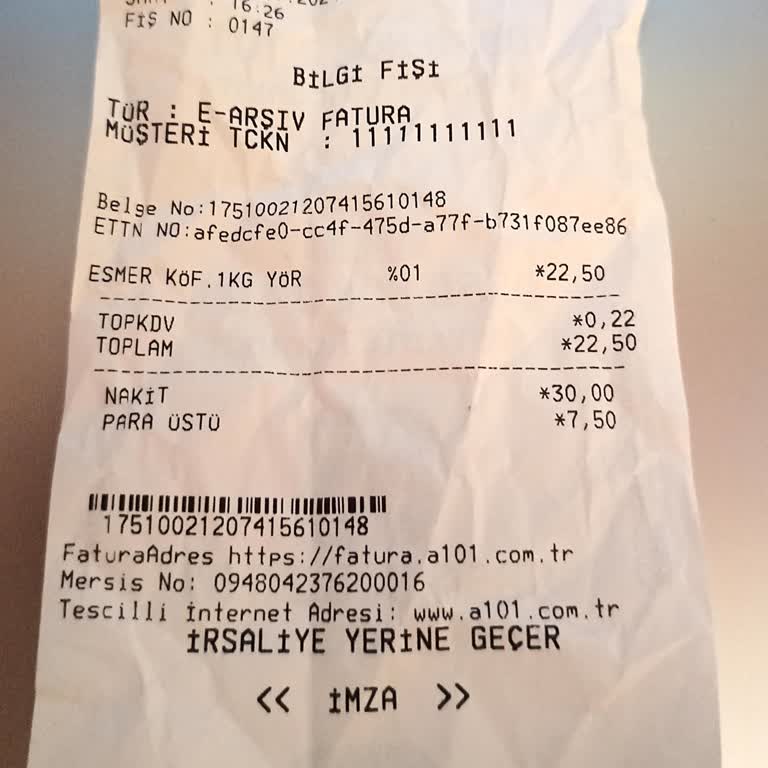 16:26
FİŞ NO : 0147
BİLGİ FİŞİ
TÜR : E-ARŞİV FATURA
MÜŞTERİ TCKN : 11111111111
Belge No:17510021207415610148
ETTN NO:afedcfe0-cc4f-475d-a77f-b731f087ee86
ESMER KÖF.1KG YÖR %01 *22,50
TOPKDV *0,22
TOPLAM *22,50
NAKİT *30,00
PARA ÜSTÜ *7,50
17510021207415610148
FaturaAdres https://fatura.a101.com.tr
Mersis No: 0948042376200016
Tescilli İnternet Adresi: www.a101.com.tr
İRSALİYE YERİNE GEÇER
<< İMZA >>